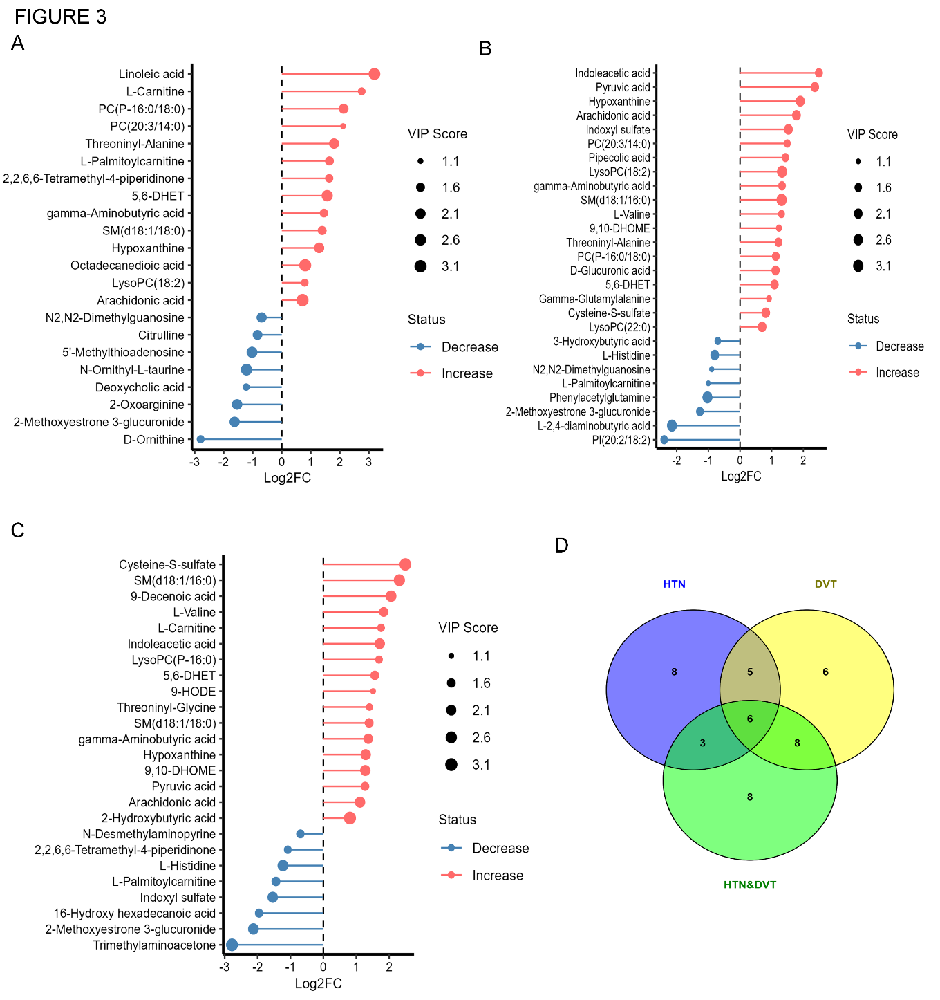 FIGURE 3
A
Linoleic acid
L-Carnitine
PC(P-16:0/18:0)
PC(20:3/14:0)
Threoninyl-Alanine
L-Palmitoylcarnitine
2,2,6,6-Tetramethyl-4-piperidinone
5,6-DHET
gamma-Aminobutyric acid
SM(d18:1/18:0)
Hypoxanthine
Octadecanedioic acid
LysoPC(18:2)
Arachidonic acid
N2,N2-Dimethylguanosine
Citrulline
5'-Methylthioadenosine
N-Ornithyl-L-taurine
Deoxycholic acid
2-Oxoarginine
2-Methoxyestrone 3-glucuronide
D-Ornithine
-3 -2 -1 0 1 2 3
Log2FC
VIP Score
1.1
1.6
2.1
2.6
3.1
Status
Decrease
Increase
B
Indoleacetic acid
Pyruvic acid
Hypoxanthine
Arachidonic acid
Indoxyl sulfate
PC(20:3/14:0)
Pipecolic acid
LysoPC(18:2)
gamma-Aminobutyric acid
SM(d18:1/16:0)
L-Valine
9,10-DHOME
Threoninyl-Alanine
PC(P-16:0/18:0)
D-Glucuronic acid
5,6-DHET
Gamma-Glutamylalanine
Cysteine-S-sulfate
LysoPC(22:0)
3-Hydroxybutyric acid
L-Histidine
N2,N2-Dimethylguanosine
L-Palmitoylcarnitine
Phenylacetylglutamine
2-Methoxyestrone 3-glucuronide
L-2,4-diaminobutyric acid
PI(20:2/18:2)
-2 -1 0 1 2
Log2FC
VIP Score
1.1
1.6
2.1
2.6
3.1
Status
Decrease
Increase
C
Cysteine-S-sulfate
SM(d18:1/16:0)
9-Decenoic acid
L-Valine
L-Carnitine
Indoleacetic acid
LysoPC(P-16:0)
5,6-DHET
9-HODE
Threoninyl-Glycine
SM(d18:1/18:0)
gamma-Aminobutyric acid
Hypoxanthine
9,10-DHOME
Pyruvic acid
Arachidonic acid
2-Hydroxybutyric acid
N-Desmethylaminopyrine
2,2,6,6-Tetramethyl-4-piperidinone
L-Histidine
L-Palmitoylcarnitine
Indoxyl sulfate
16-Hydroxy hexadecanoic acid
2-Methoxyestrone 3-glucuronide
Trimethylaminoacetone
-3 -2 -1 0 1 2
Log2FC
VIP Score
1.1
1.6
2.1
2.6
3.1
Status
Decrease
Increase
D
HTN DVT
8 5 6
6
3 8
8
HTN&DVT